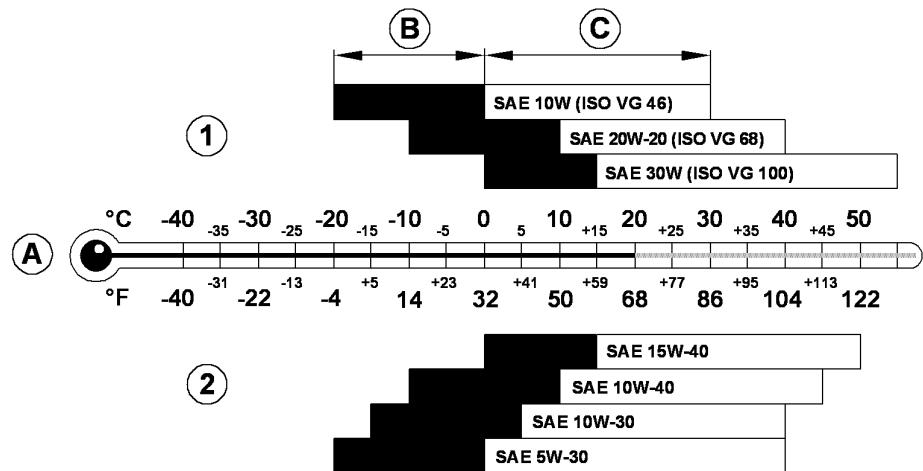 B C
SAE 10W (ISO VG 46)
1
SAE 20W-20 (ISO VG 68)
SAE 30W (ISO VG 100)
°C -40 -30 -20 -10 0 10 20 30 40 50
-35 -25 -15 -5 5 +15 +25 +35 +45
A
-31 -13 +5 +23 +41 +59 +77 +95 +113
°F -40 -22 -4 14 32 50 68 86 104 122
SAE 15W-40
2
SAE 10W-40
SAE 10W-30
SAE 5W-30